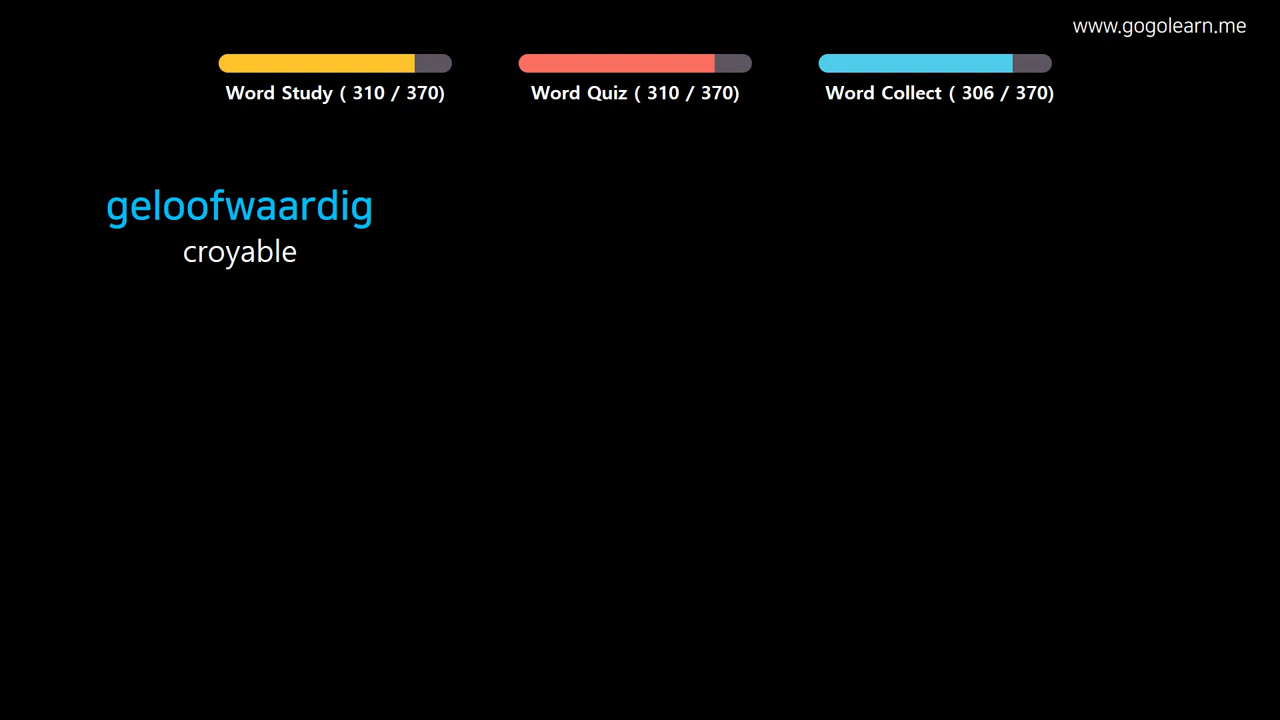 www.gogolearn.me
Word Study ( 310 / 370)
Word Quiz ( 310 / 370)
Word Collect ( 306 / 370)
geloofwaardig
croyable